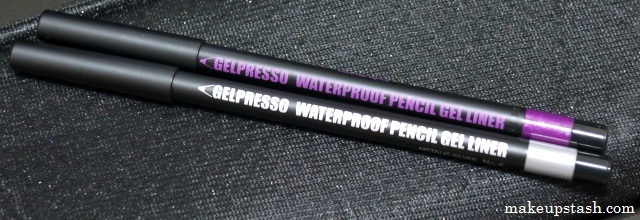 GELPRESSO WATERPROOF PENCIL GEL LINER
GELPRESSO WATERPROOF PENCIL GEL LINER
makeupstash.com